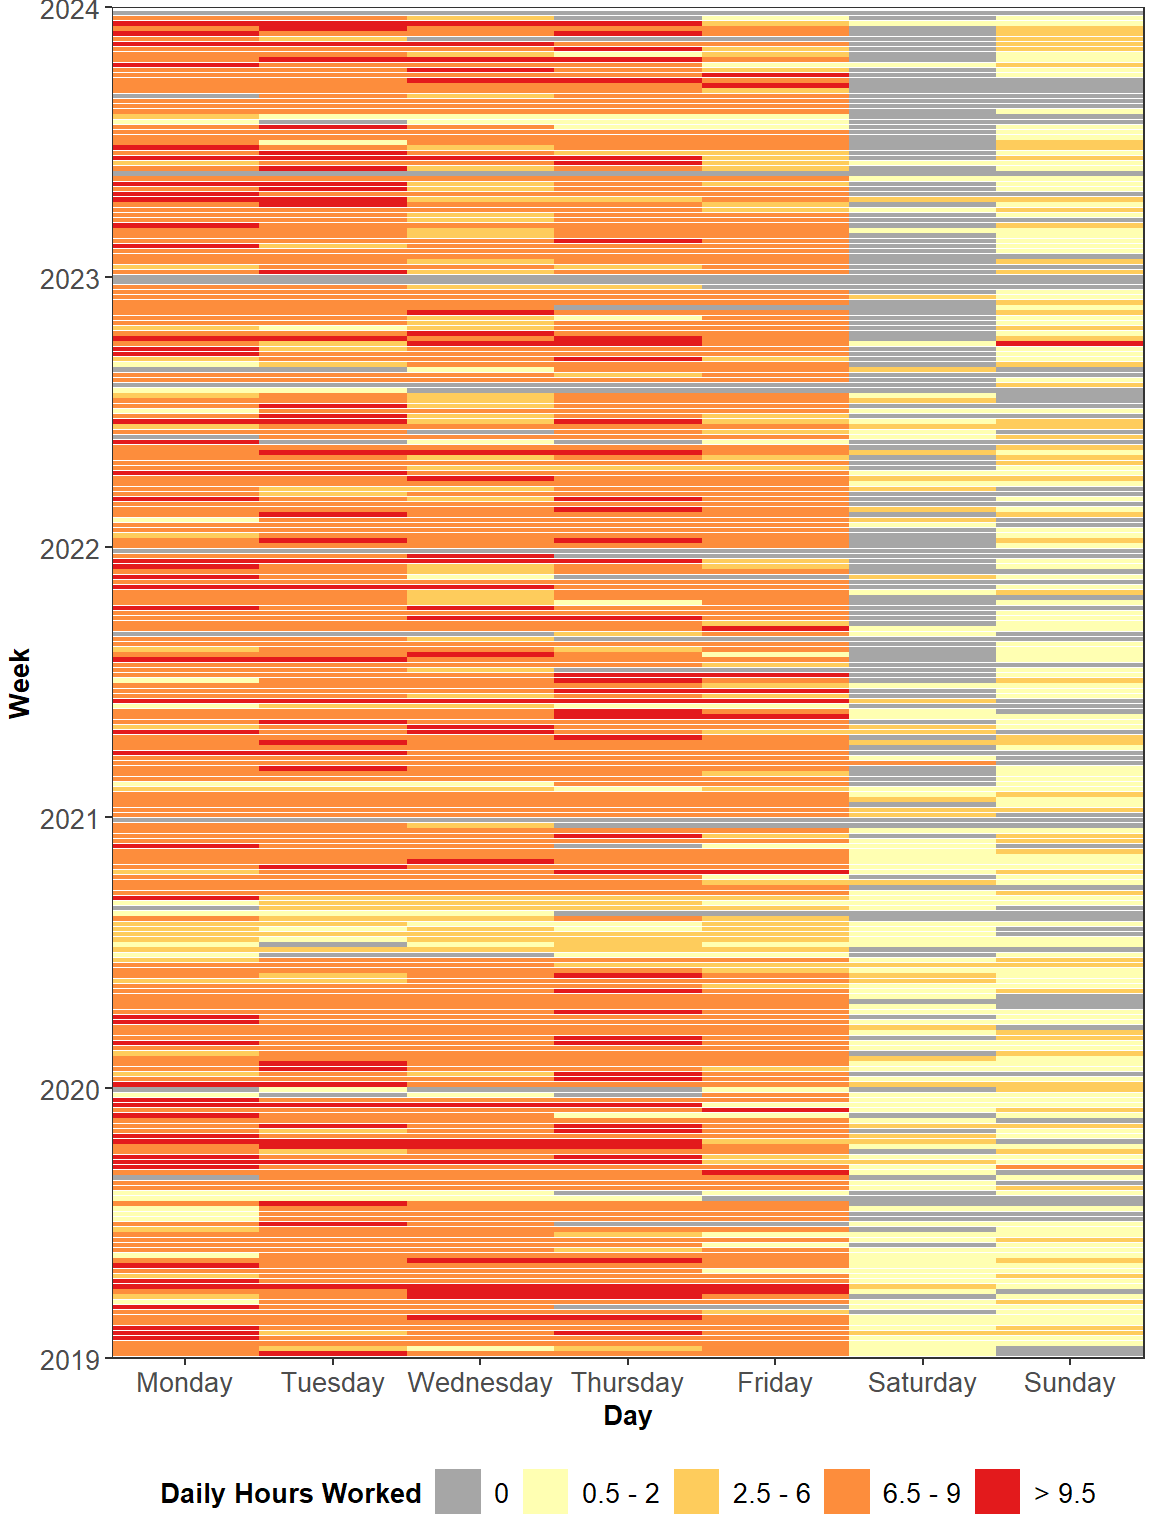 2024
2023
2022
2021
2020
2019
Week
Monday Tuesday Wednesday Thursday Friday Saturday Sunday
Day
Daily Hours Worked 0 0.5 - 2 2.5 - 6 6.5 - 9 > 9.5